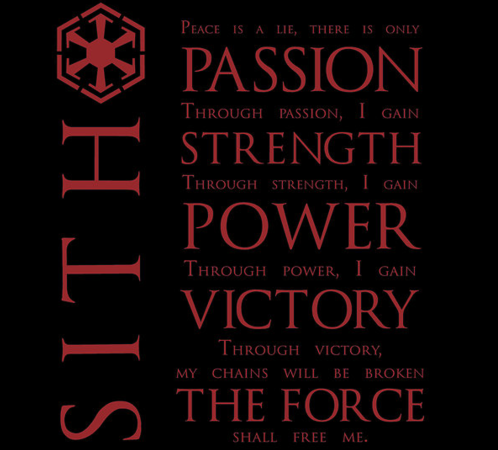 SITH
Peace is a lie, there is only
PASSION
Through passion, I gain
STRENGTH
Through strength, I gain
POWER
Through power, I gain
VICTORY
Through victory,
my chains will be broken
THE FORCE
shall free me.